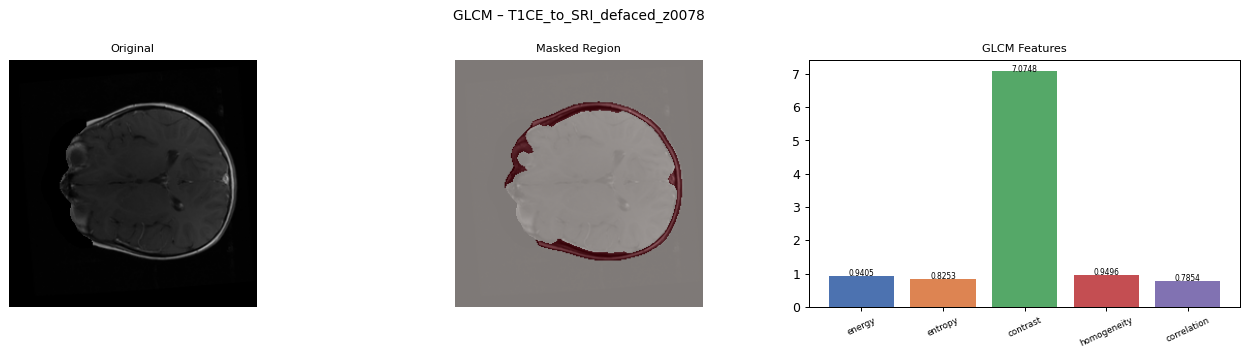 GLCM – T1CE_to_SRI_defaced_z0078
Original
Masked Region
GLCM Features
7
6
5
4
3
2
1
0
0.9405
0.8253
7.0748
0.9496
0.7854
energy
entropy
contrast
homogeneity
correlation